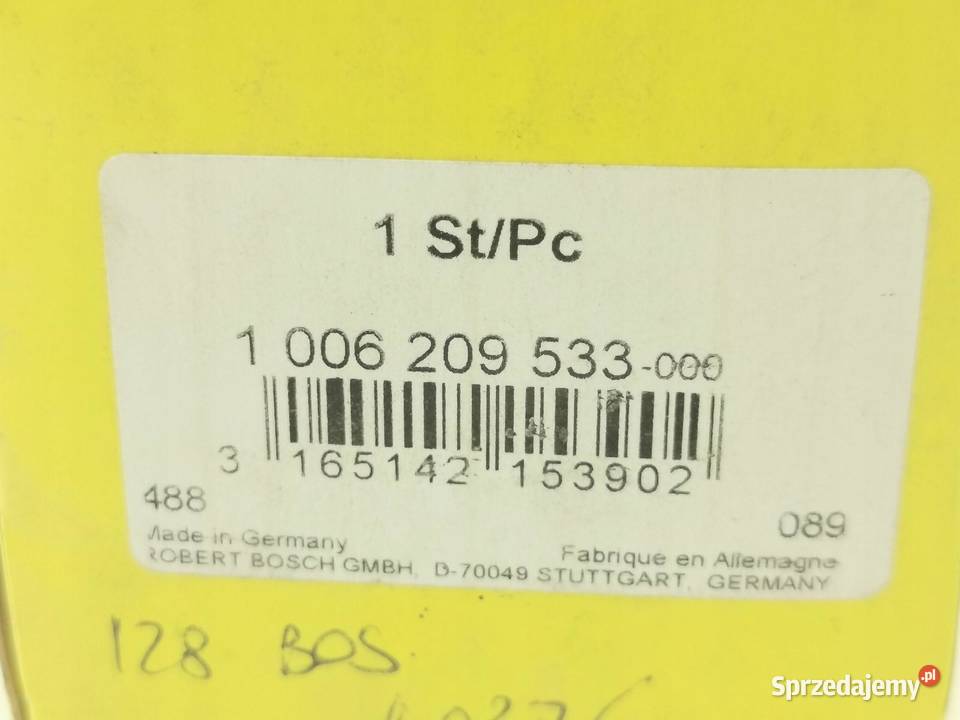 1 St/Pc
1 006 209 533-000
3 165142 153902
488
089
Made in Germany
Fabrique en Allemagne
ROBERT BOSCH GMBH, D-70049 STUTTGART, GERMANY
128 BOS
Sprzedajemy.pl